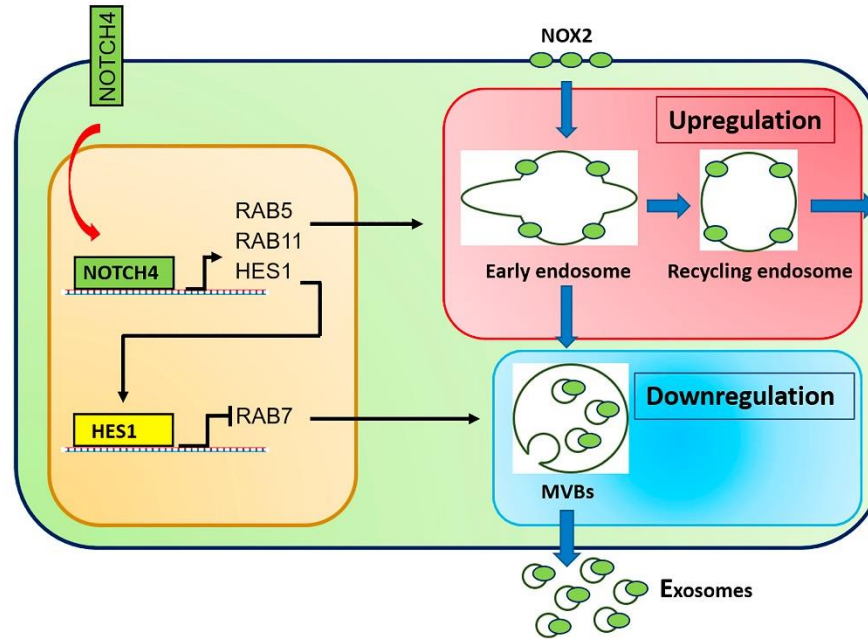 NOTCH4
NOX2
Upregulation
RAB5
RAB11
HES1
NOTCH4
Early endosome
Recycling endosome
Downregulation
HES1
RAB7
MVBs
Exosomes